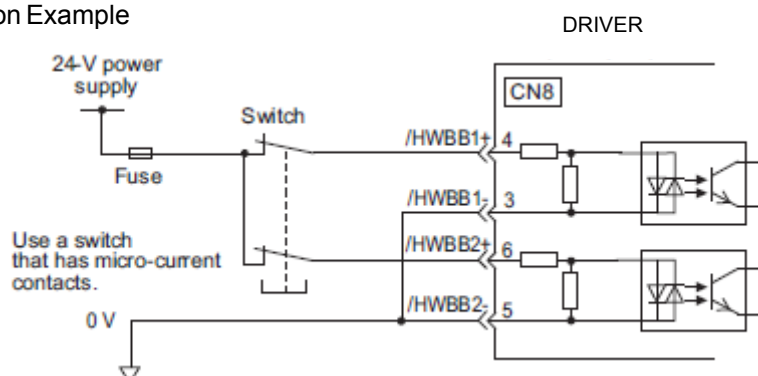 on Example
DRIVER
24-V power
supply
CN8
Switch
/HWBB1+ 4
Fuse
/HWBB1- 3
Use a switch
that has micro-current
contacts.
/HWBB2+ 6
/HWBB2- 5
0 V